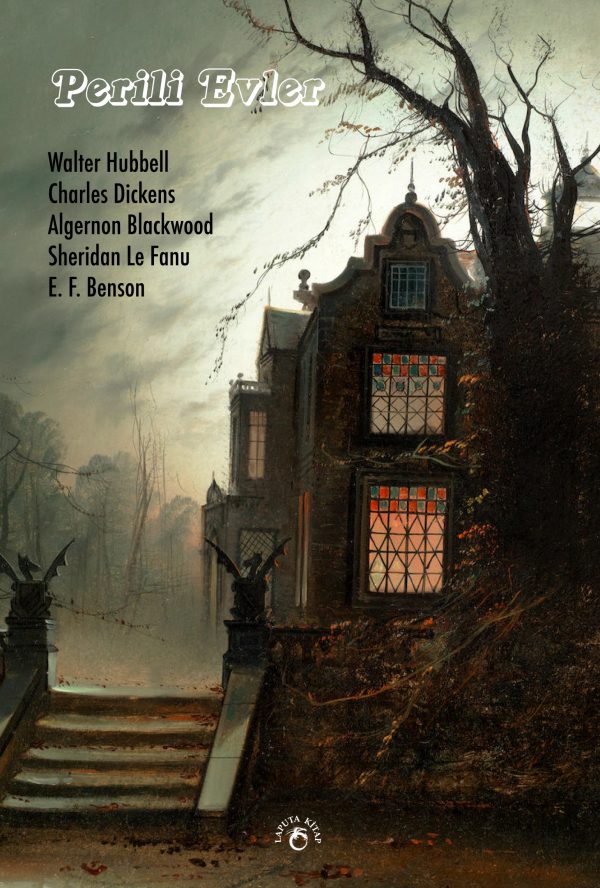 Perili Evler
Walter Hubbell
Charles Dickens
Algernon Blackwood
Sheridan Le Fanu
E. F. Benson
LAPUTA KİTAP